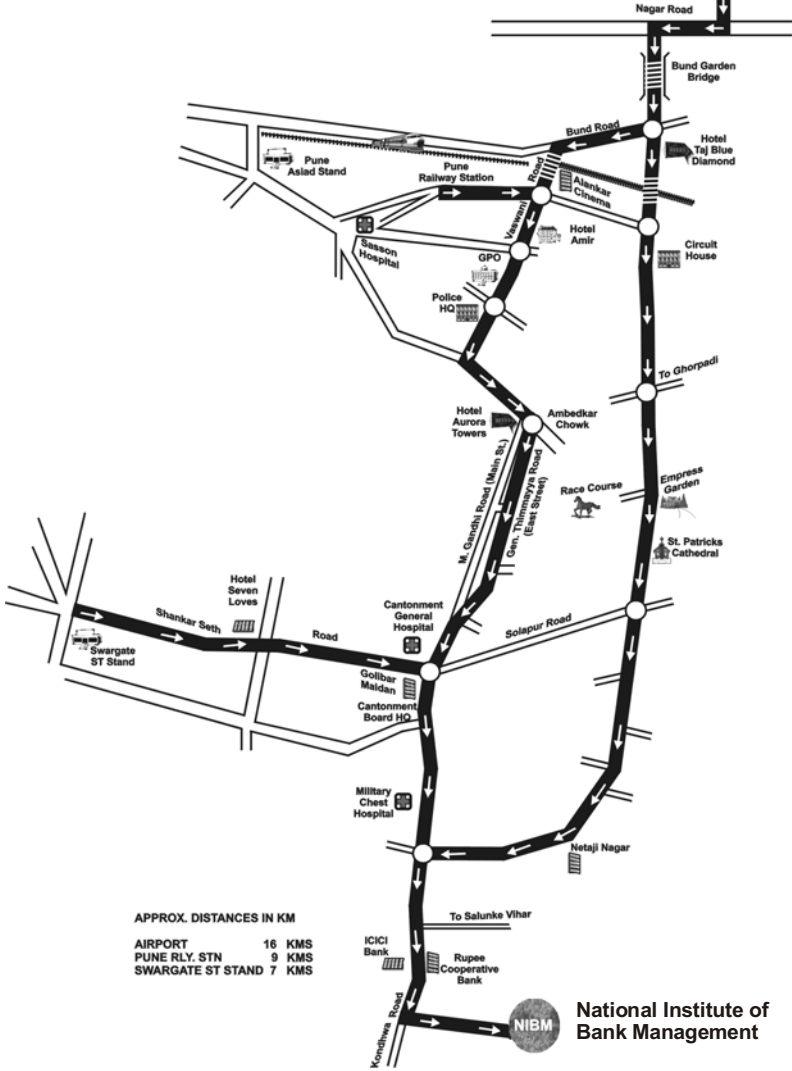 Nagar Road
Bund Garden
Bridge
Bund Road
Hotel
Taj Blue
Diamond
Pune
Asiad Stand
Pune
Railway Station
Road
Vaswani
Alankar
Cinema
Sasson
Hospital
Hotel
Amir
GPO
Circuit
House
Police
HQ
To Ghorpadi
Hotel
Aurora
Towers
Ambedkar
Chowk
M. Gandhi Road (Main St.)
Gen. Thimmayya Road
(East Street)
Race Course
Empress
Garden
St. Patricks
Cathedral
Hotel
Seven
Loves
Shankar Seth
Road
Swargate
ST Stand
Cantonment
General
Hospital
Solapur Road
Golibar
Maidan
Cantonment
Board HQ
Military
Chest
Hospital
Netaji Nagar
To Salunke Vihar
APPROX. DISTANCES IN KM
AIRPORT 16 KMS
PUNE RLY. STN 9 KMS
SWARGATE ST STAND 7 KMS
ICICI
Bank
Rupee
Cooperative
Bank
Kondhwa Road
NIBM
National Institute of
Bank Management